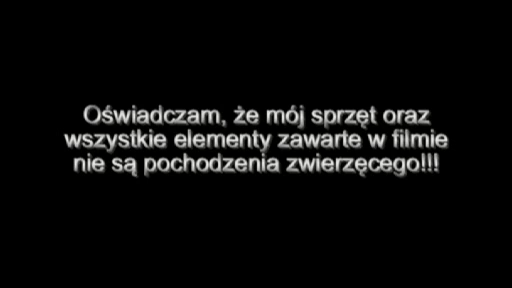 Oświadczam, że mój sprzęt oraz
wszystkie elementy zawarte w filmie
nie są pochodzenia zwierzęcego!!!